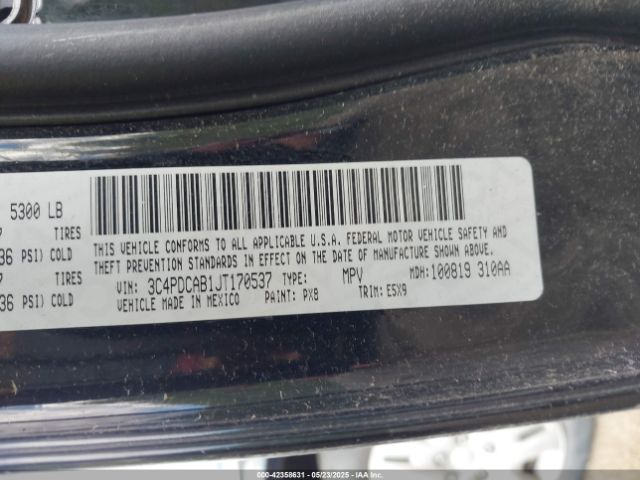 5300 LB
TIRES
36 PSI) COLD
TIRES
36 PSI) COLD
THIS VEHICLE CONFORMS TO ALL APPLICABLE U.S.A. FEDERAL MOTOR VEHICLE SAFETY AND
THEFT PREVENTION STANDARDS IN EFFECT ON THE DATE OF MANUFACTURE SHOWN ABOVE.
VIN: 3C4PDCAB1JT170537 TYPE: MPV MDH: 100819 310AA
VEHICLE MADE IN MEXICO PAINT: PX8 TRIM: E5X9
000-42358631 - 05/23/2025 - IAA Inc.